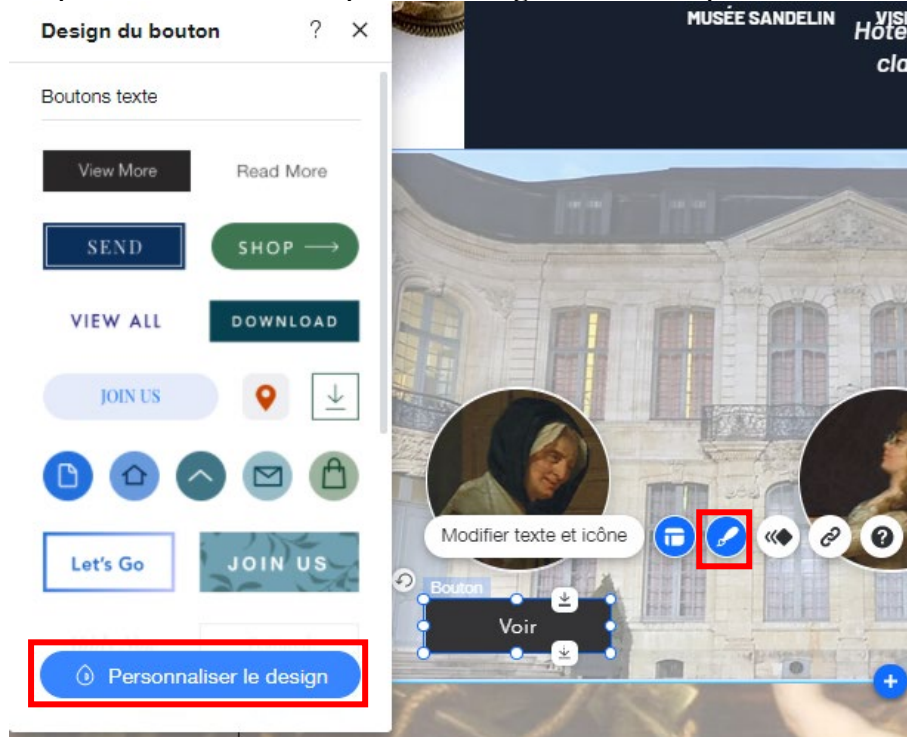 Design du bouton
?
Boutons texte
View More
Read More
SEND
SHOP
VIEW ALL
DOWNLOAD
JOIN US
Let's Go
JOIN US
Personnaliser le design
MUSÉE SANDELIN
Modifier texte et icône
?
Bouton
Voir